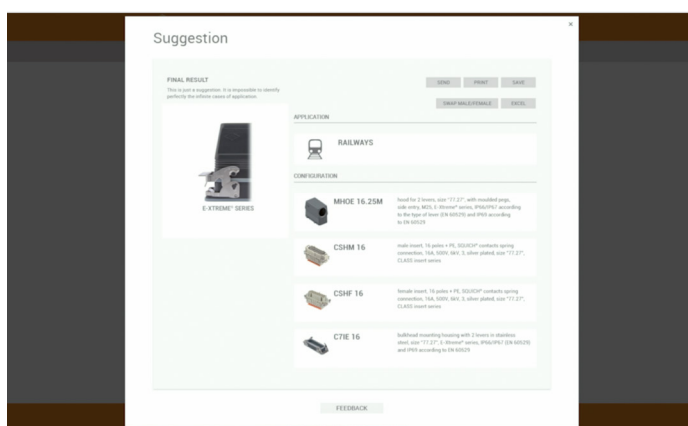 ×
Suggestion
FINAL RESULT
This is just a suggestion. It is impossible to identify
perfectly the infinite cases of application.
SEND
PRINT
SAVE
SWAP MALE/FEMALE
EXCEL
APPLICATION
RAILWAYS
E-XTREME® SERIES
CONFIGURATION
MHOE 16.25M
hood for 2 levers, size "77.27", with moulded pegs,
side entry, M25, E-Xtreme® series, IP66/IP67 according
to the type of lever (EN 60529) and IP69 according
to EN 60529
CSHM 16
male insert, 16 poles + PE, SQUICH® contacts spring
connection, 16A, 500V, 6kV, 3, silver plated, size "77.27",
CLASS insert series
CSHF 16
female insert, 16 poles + PE, SQUICH® contacts spring
connection, 16A, 500V, 6kV, 3, silver plated, size "77.27",
CLASS insert series
C7IE 16
bulkhead mounting housing with 2 levers in stainless
steel, size "77.27", E-Xtreme® series, IP66/IP67 (EN 60529)
and IP69 according to EN 60529
FEEDBACK